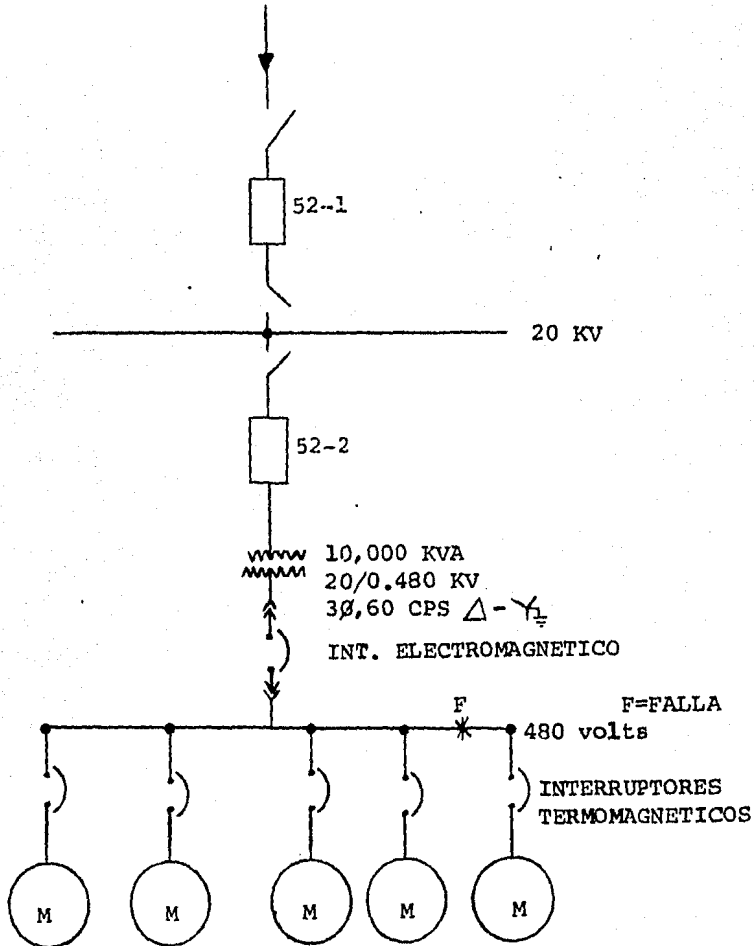 52-1
20 KV
52-2
10,000 KVA
20/0.480 KV
3Ø,60 CPS Δ-Y
INT. ELECTROMAGNETICO
F F=FALLA
480 volts
INTERRUPTORES
TERMOMAGNETICOS
M M M M M